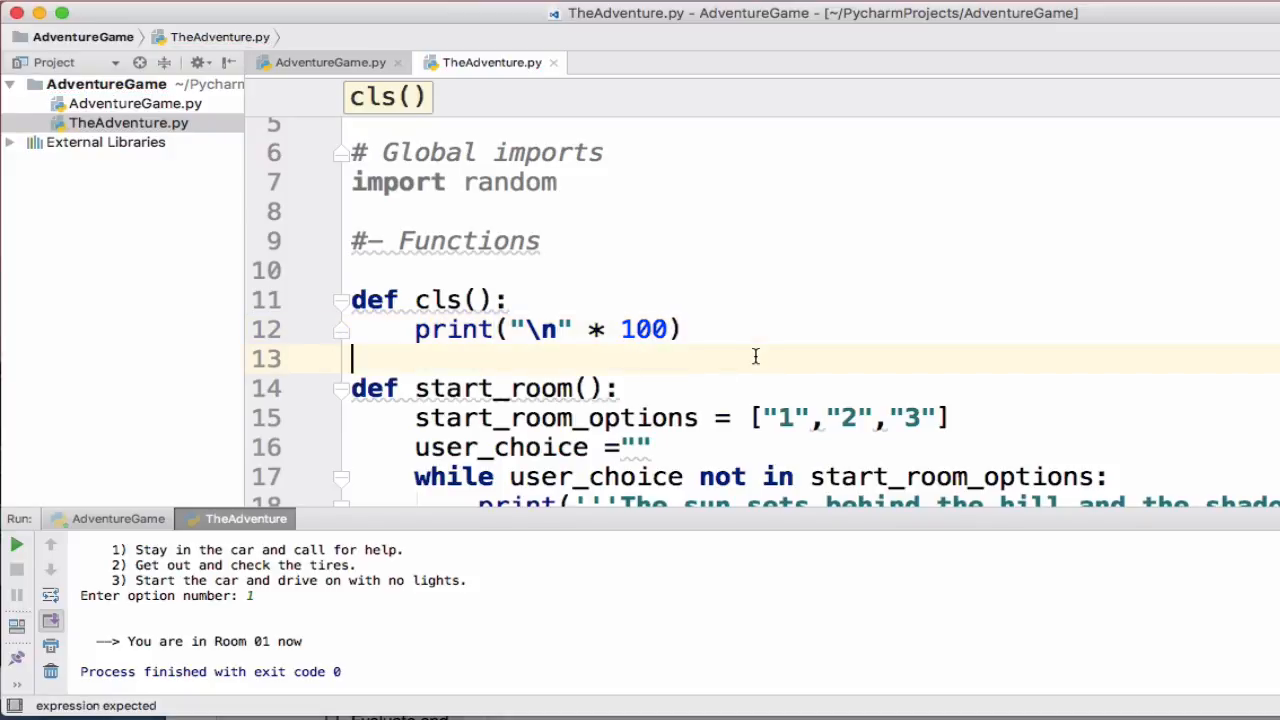 TheAdventure.py - AdventureGame - [~/PycharmProjects/AdventureGame]
AdventureGame TheAdventure.py
Project AdventureGame.py TheAdventure.py
AdventureGame ~/Pycharm
AdventureGame.py
TheAdventure.py
External Libraries
cls()
5
6 # Global imports
7 import random
8
9 #- Functions
10
11 def cls():
12 print("\n" * 100)
13
14 def start_room():
15 start_room_options = ["1","2","3"]
16 user_choice =""
17 while user_choice not in start_room_options:
18 print('''The sun sets behind the hill and the shado
Run: AdventureGame TheAdventure
1) Stay in the car and call for help.
2) Get out and check the tires.
3) Start the car and drive on with no lights.
Enter option number: 1
--> You are in Room 01 now
Process finished with exit code 0
expression expected
Evaluate and